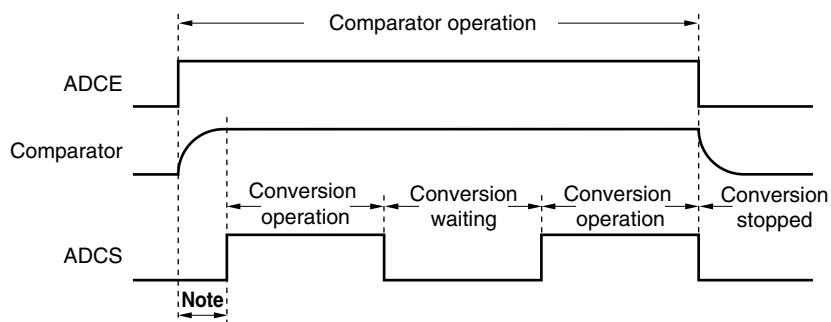 Comparator operation
ADCE
Comparator
Conversion
operation
Conversion
waiting
Conversion
operation
Conversion
stopped
ADCS
Note